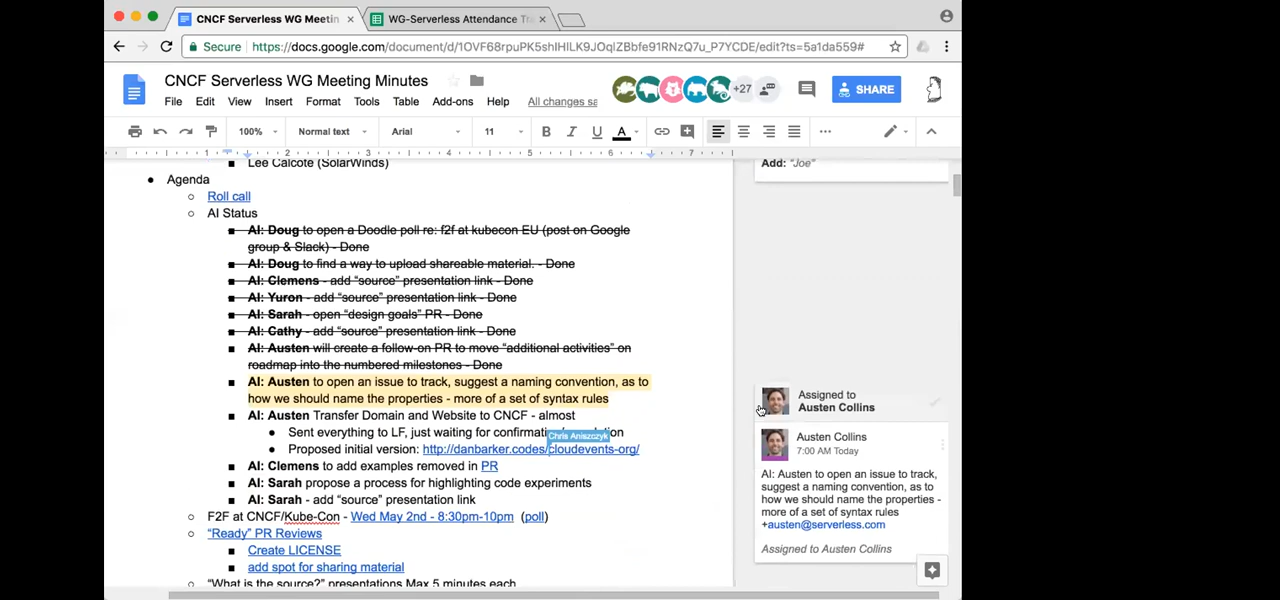 CNCF Serverless WG Meetin
WG-Serverless Attendance Tra
Secure https://docs.google.com/document/d/1OVF68rpuPK5shIHlLK9JOqlZBbfe91RNzQ7u_P7YCDE/edit?ts=5a1da559#
CNCF Serverless WG Meeting Minutes
File Edit View Insert Format Tools Table Add-ons Help All changes sa
+27
SHARE
100% Normal text Arial 11 B I U A
1 2 3 4 5 6 7
Lee Calcote (SolarWinds)
Agenda
Roll call
AI Status
AI: Doug to open a Doodle poll re: f2f at kubecon EU (post on Google
group & Slack) - Done
AI: Doug to find a way to upload shareable material. - Done
AI: Clemens - add “source” presentation link - Done
AI: Yuron - add “source” presentation link - Done
AI: Sarah - open “design goals” PR - Done
AI: Cathy - add “source” presentation link - Done
AI: Austen will create a follow-on PR to move “additional activities” on
roadmap into the numbered milestones - Done
AI: Austen to open an issue to track, suggest a naming convention, as to
how we should name the properties - more of a set of syntax rules
AI: Austen Transfer Domain and Website to CNCF - almost
Sent everything to LF, just waiting for
Chris Aniszczyk
Proposed initial version: http://danbarker.codes/cloudevents-org/
AI: Clemens to add examples removed in PR
AI: Sarah propose a process for highlighting code experiments
AI: Sarah - add “source” presentation link
F2F at CNCF/Kube-Con - Wed May 2nd - 8:30pm-10pm (poll)
“Ready” PR Reviews
Create LICENSE
add spot for sharing material
“What is the source?” presentations Max 5 minutes each
Add: “Joe”
Assigned to
Austen Collins
Austen Collins
7:00 AM Today
AI: Austen to open an issue to track,
suggest a naming convention, as to
how we should name the properties -
more of a set of syntax rules
+austen@serverless.com
Assigned to Austen Collins